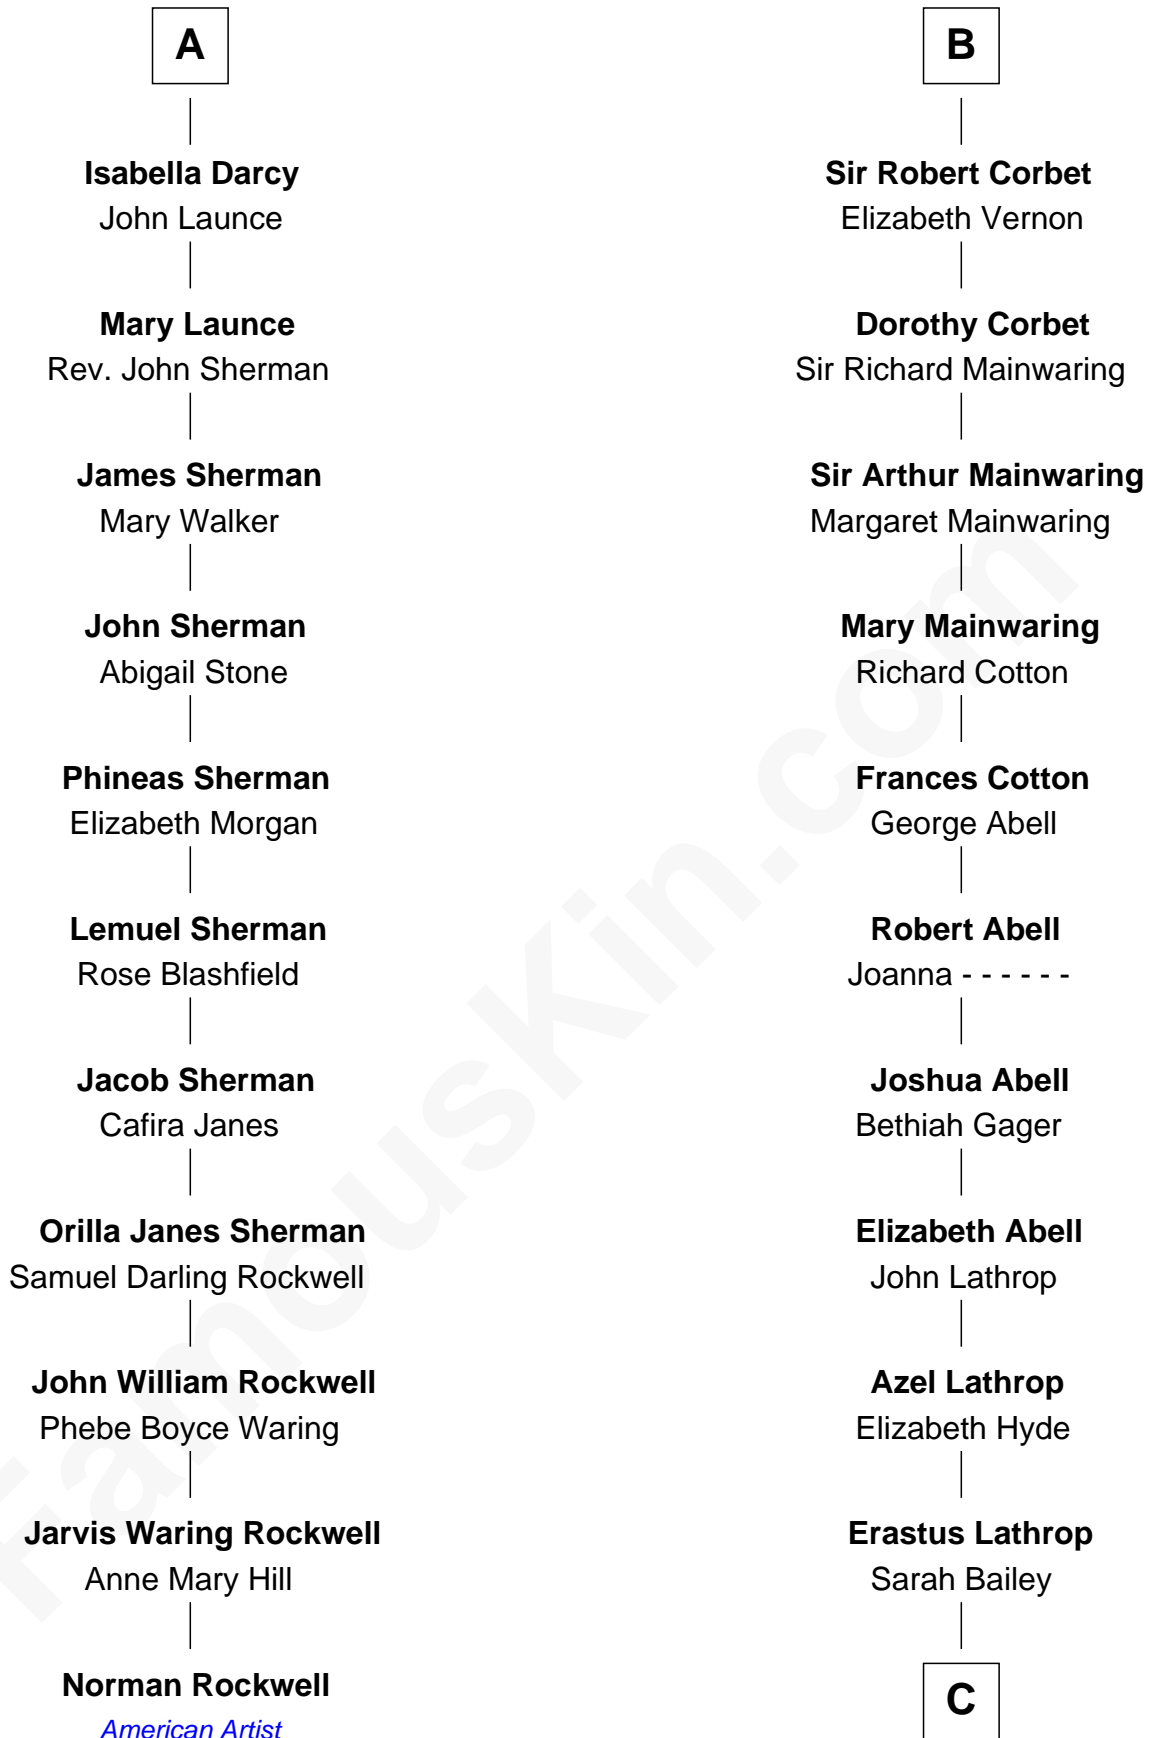 A
Isabella Darcy
John Launce
Mary Launce
Rev. John Sherman
James Sherman
Mary Walker
John Sherman
Abigail Stone
Phineas Sherman
Elizabeth Morgan
Lemuel Sherman
Rose Blashfield
Jacob Sherman
Cafira Janes
Orilla Janes Sherman
Samuel Darling Rockwell
John William Rockwell
Phebe Boyce Waring
Jarvis Waring Rockwell
Anne Mary Hill
Norman Rockwell
American Artist
B
Sir Robert Corbet
Elizabeth Vernon
Dorothy Corbet
Sir Richard Mainwaring
Sir Arthur Mainwaring
Margaret Mainwaring
Mary Mainwaring
Richard Cotton
Frances Cotton
George Abell
Robert Abell
Joanna - - - - - -
Joshua Abell
Bethiah Gager
Elizabeth Abell
John Lathrop
Azel Lathrop
Elizabeth Hyde
Erastus Lathrop
Sarah Bailey
C
FamousKin.com